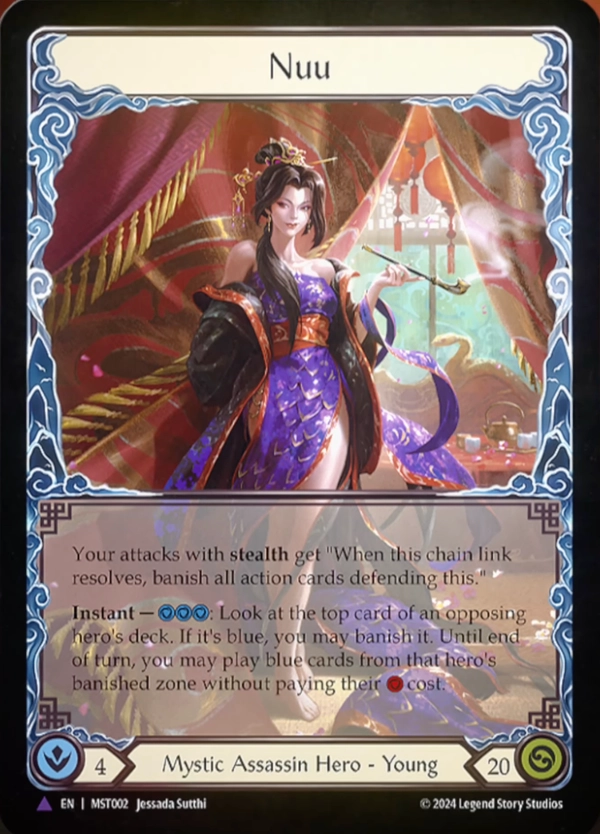 Nuu
Your attacks with stealth get "When this chain link
resolves, banish all action cards defending this."
Instant — : Look at the top card of an opposing
hero's deck. If it's blue, you may banish it. Until end
of turn, you may play blue cards from that hero's
banished zone without paying their cost.
4 Mystic Assassin Hero - Young 20
EN | MST002 Jessada Sutthi © 2024 Legend Story Studios